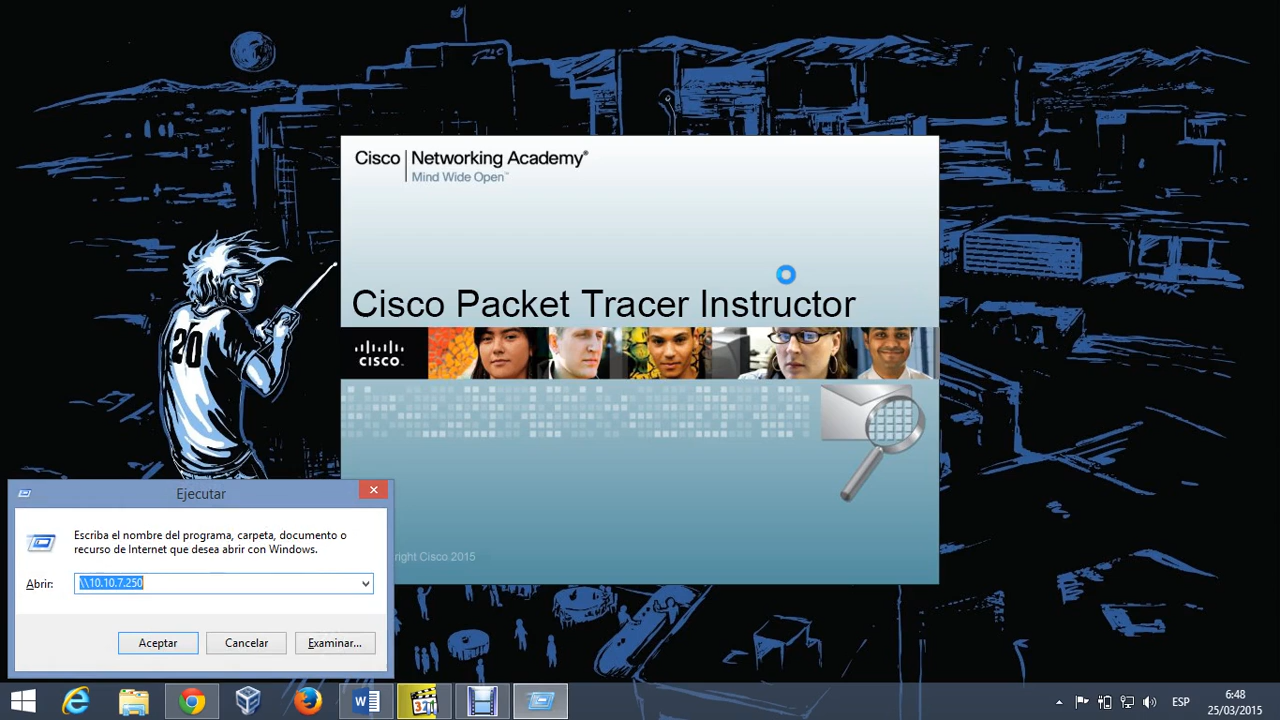 Cisco | Networking Academy®
Mind Wide Open™
Cisco Packet Tracer Instructor
CISCO.
20
right Cisco 2015
Ejecutar
Escriba el nombre del programa, carpeta, documento o
recurso de Internet que desea abrir con Windows.
Abrir:
\\10.10.7.250
Aceptar
Cancelar
Examinar...
321
ESP
6:48
25/03/2015